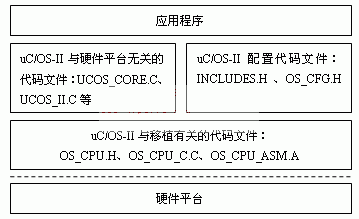 应用程序
uC/OS-II 与硬件平台无关的
代码文件：UCOS_CORE.C、
UCOS_II.C 等
uC/OS-II 配置代码文件：
INCLUDES.H 、OS_CFG.H
uC/OS-II 与移植有关的代码文件：
OS_CPU.H、OS_CPU_C.C、OS_CPU_ASM.A
硬件平台